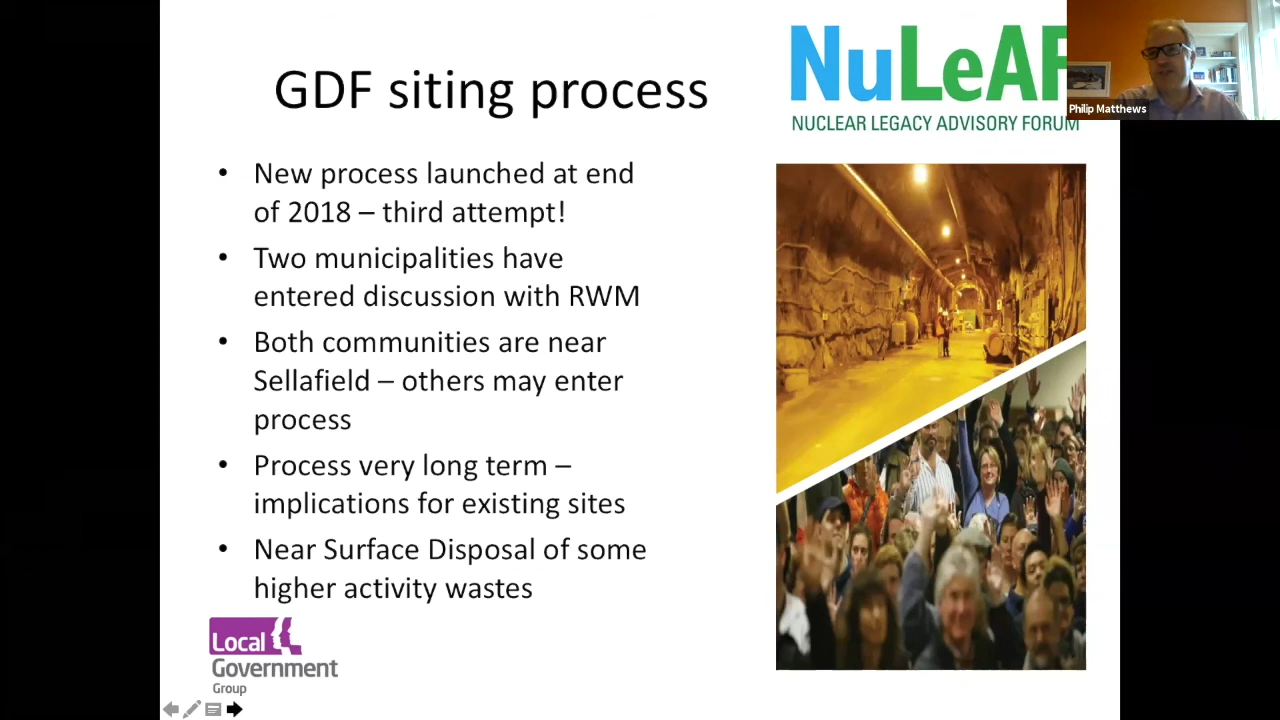 GDF siting process
NuLeAF
NUCLEAR LEGACY ADVISORY FORUM
Philip Matthews
• New process launched at end
of 2018 – third attempt!
• Two municipalities have
entered discussion with RWM
• Both communities are near
Sellafield – others may enter
process
• Process very long term –
implications for existing sites
• Near Surface Disposal of some
higher activity wastes
Local
Government
Group